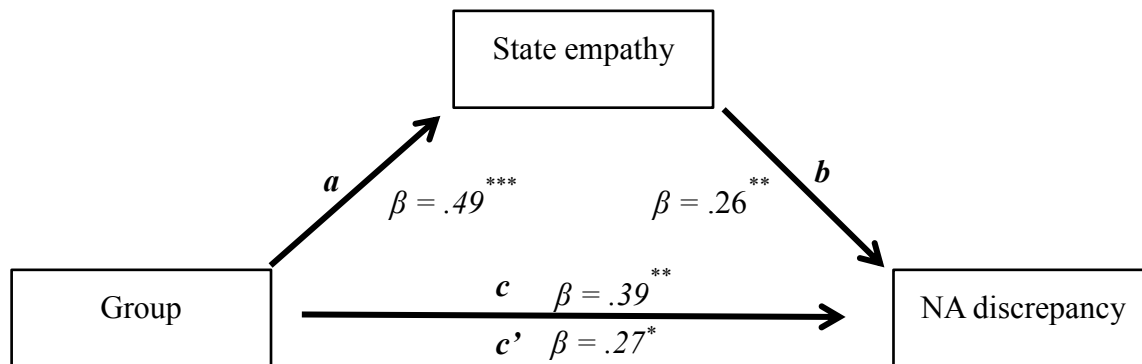 State empathy
a
b
β = .49***
β = .26**
Group
c β = .39**
NA discrepancy
c’ β = .27*